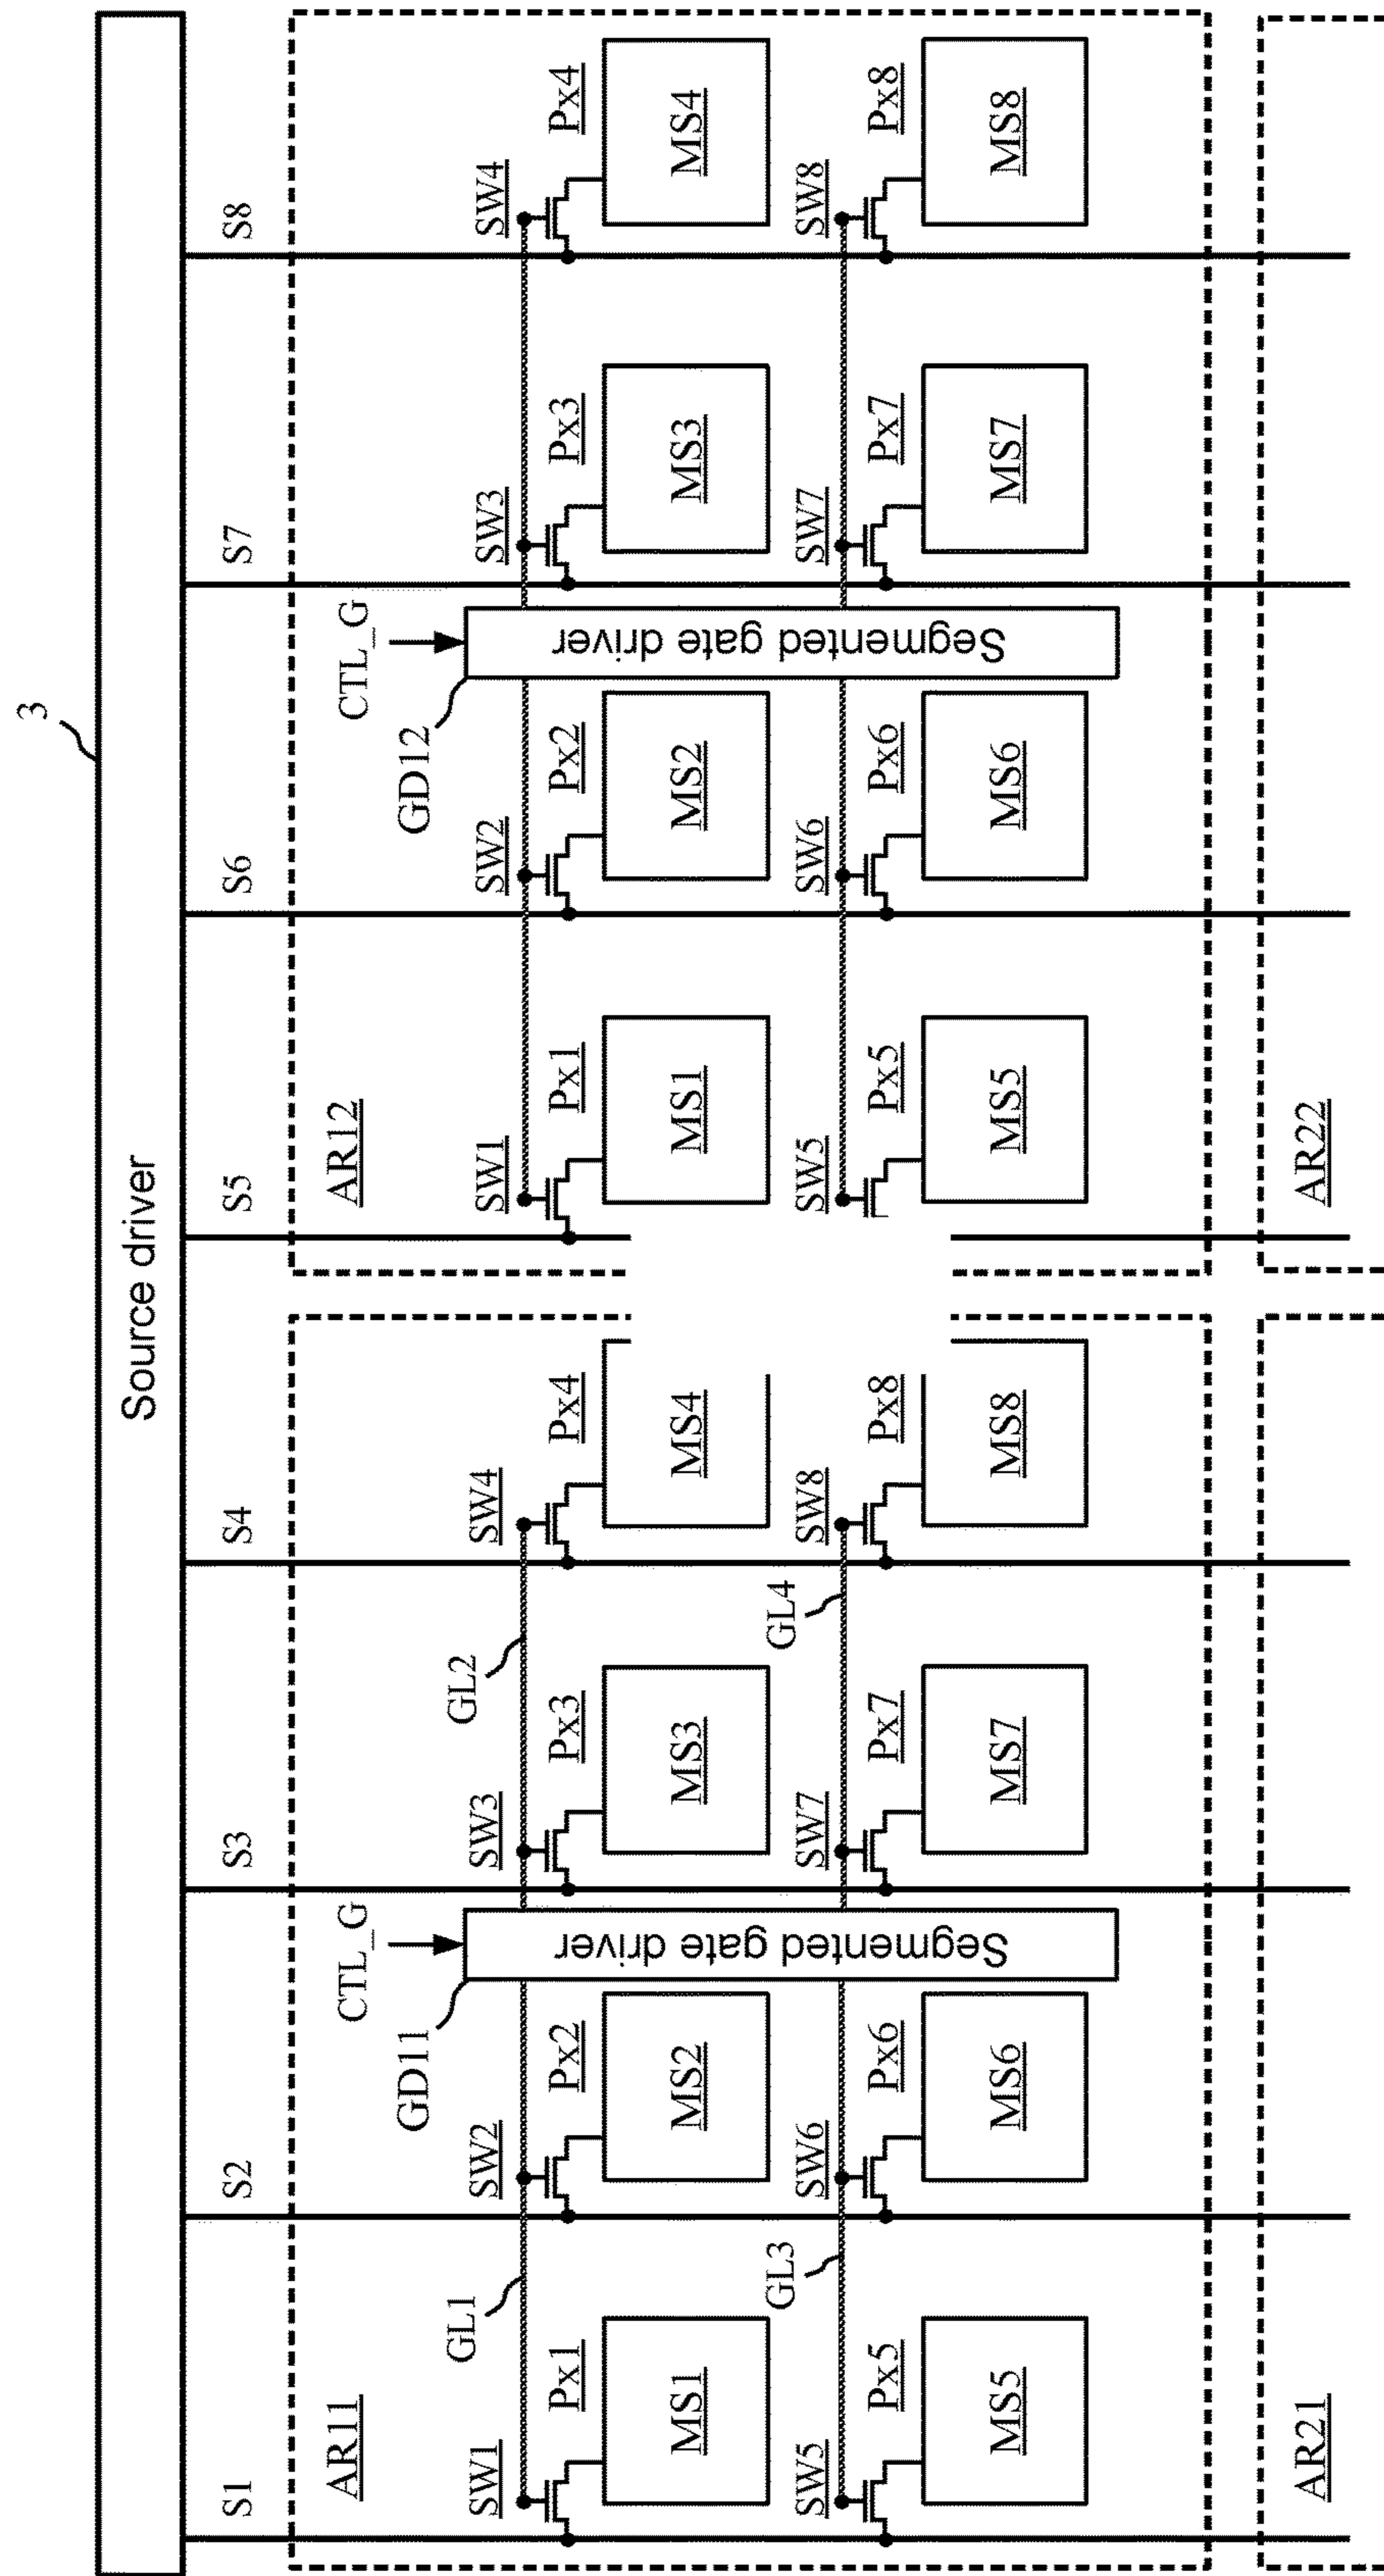 3
Source driver
S1 S2 S3 S4 S5 S6 S7 S8
AR11 AR12
CTL_G CTL_G
GD11 GD12
GL1 GL2
SW1 SW2 SW3 SW4 SW1 SW2 SW3 SW4
Px1 Px2 Px3 Px4 Px1 Px2 Px3 Px4
MS1 MS2 MS3 MS4 MS1 MS2 MS3 MS4
Segmented gate driver
Segmented gate driver
GL3 GL4
SW5 SW6 SW7 SW8 SW5 SW6 SW7 SW8
Px5 Px6 Px7 Px8 Px5 Px6 Px7 Px8
MS5 MS6 MS7 MS8 MS5 MS6 MS7 MS8
AR21 AR22